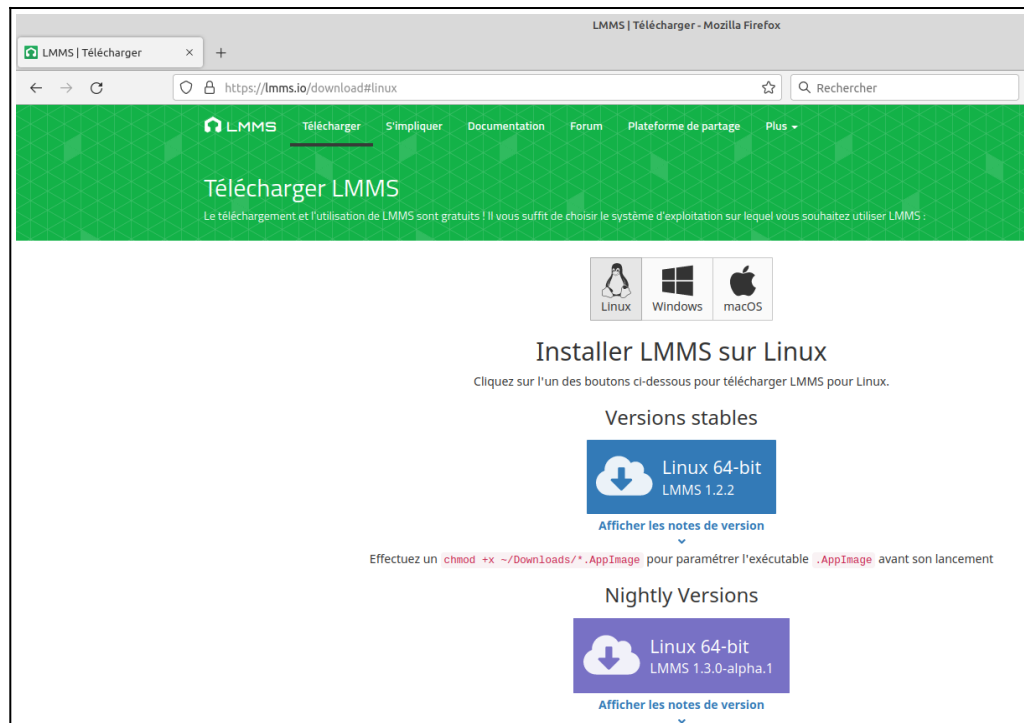 LMMS | Télécharger - Mozilla Firefox
LMMS | Télécharger
https://lmms.io/download#linux
Rechercher
LMMS Télécharger S'impliquer Documentation Forum Plateforme de partage Plus
Télécharger LMMS
Le téléchargement et l'utilisation de LMMS sont gratuits ! Il vous suffit de choisir le système d'exploitation sur lequel vous souhaitez utiliser LMMS :
Linux Windows macOS
Installer LMMS sur Linux
Cliquez sur l'un des boutons ci-dessous pour télécharger LMMS pour Linux.
Versions stables
Linux 64-bit
LMMS 1.2.2
Afficher les notes de version
Effectuez un chmod +x ~/Downloads/*.AppImage pour paramétrer l'exécutable .AppImage avant son lancement
Nightly Versions
Linux 64-bit
LMMS 1.3.0-alpha.1
Afficher les notes de version